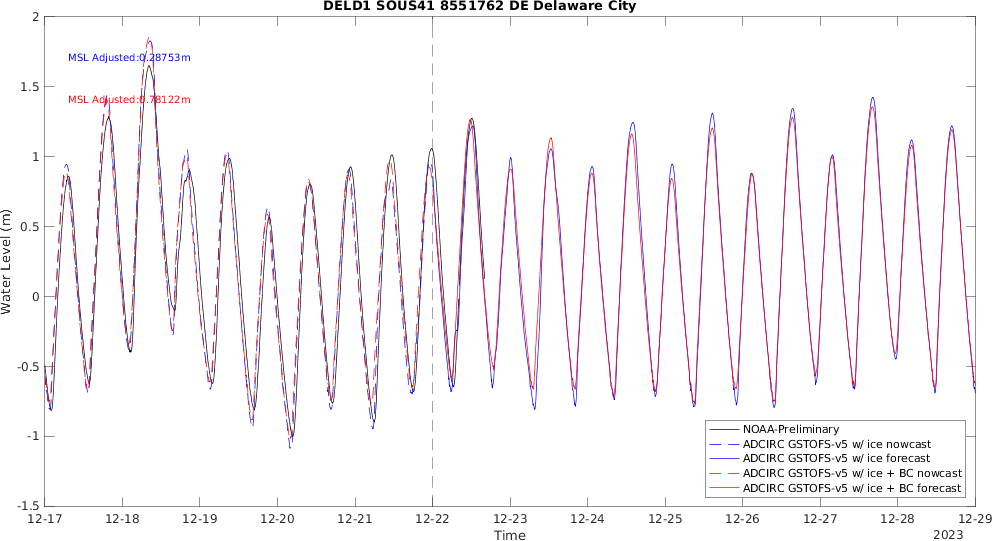 DELD1 SOUS41 8551762 DE Delaware City
MSL Adjusted:0.28753m
MSL Adjusted:0.78122m
Water Level (m)
2
1.5
1
0.5
0
-0.5
-1
-1.5
12-17 12-18 12-19 12-20 12-21 12-22 12-23 12-24 12-25 12-26 12-27 12-28 12-29
Time
2023
NOAA-Preliminary
ADCIRC GSTOFS-v5 w/ ice nowcast
ADCIRC GSTOFS-v5 w/ ice forecast
ADCIRC GSTOFS-v5 w/ ice + BC nowcast
ADCIRC GSTOFS-v5 w/ ice + BC forecast